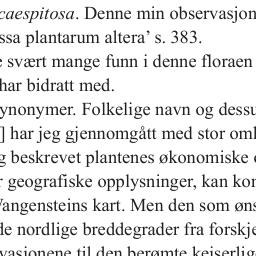 caespitosa. Denne min observasjon
ssa plantarum altera’ s. 383.
svært mange funn i denne floraen
har bidratt med.
ynonymer. Folkelige navn og dessu
] har jeg gjennomgått med stor oml
g beskrevet plantenes økonomiske
r geografiske opplysninger, kan kon
Wangensteins kart. Men den som øns
de nordlige breddegrader fra forskje
vasjonene til den berømte keiserlig